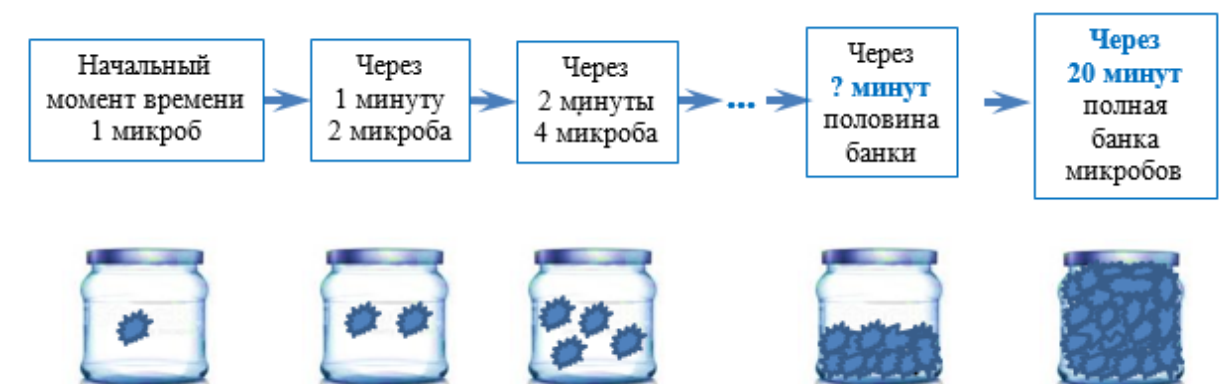 Начальный
момент времени
1 микроб
Через
1 минуту
2 микроба
Через
2 минуты
4 микроба
...
Через
? минут
половина
банки
Через
20 минут
полная
банка
микробов